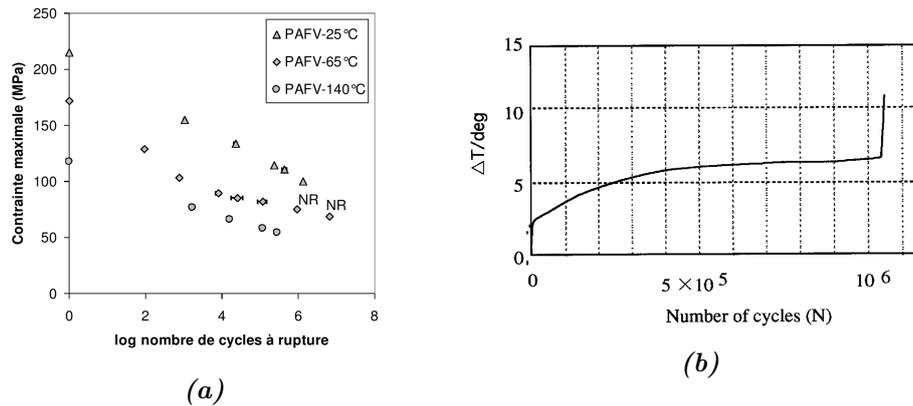 250
200
150
100
50
0
Contrainte maximale (MPa)
PAFV-25°C
PAFV-65°C
PAFV-140°C
NR NR
0 2 4 6 8
log nombre de cycles à rupture
(a)
15
10
5
0
△T/deg
0 5 ×10 5 10 6
Number of cycles (N)
(b)